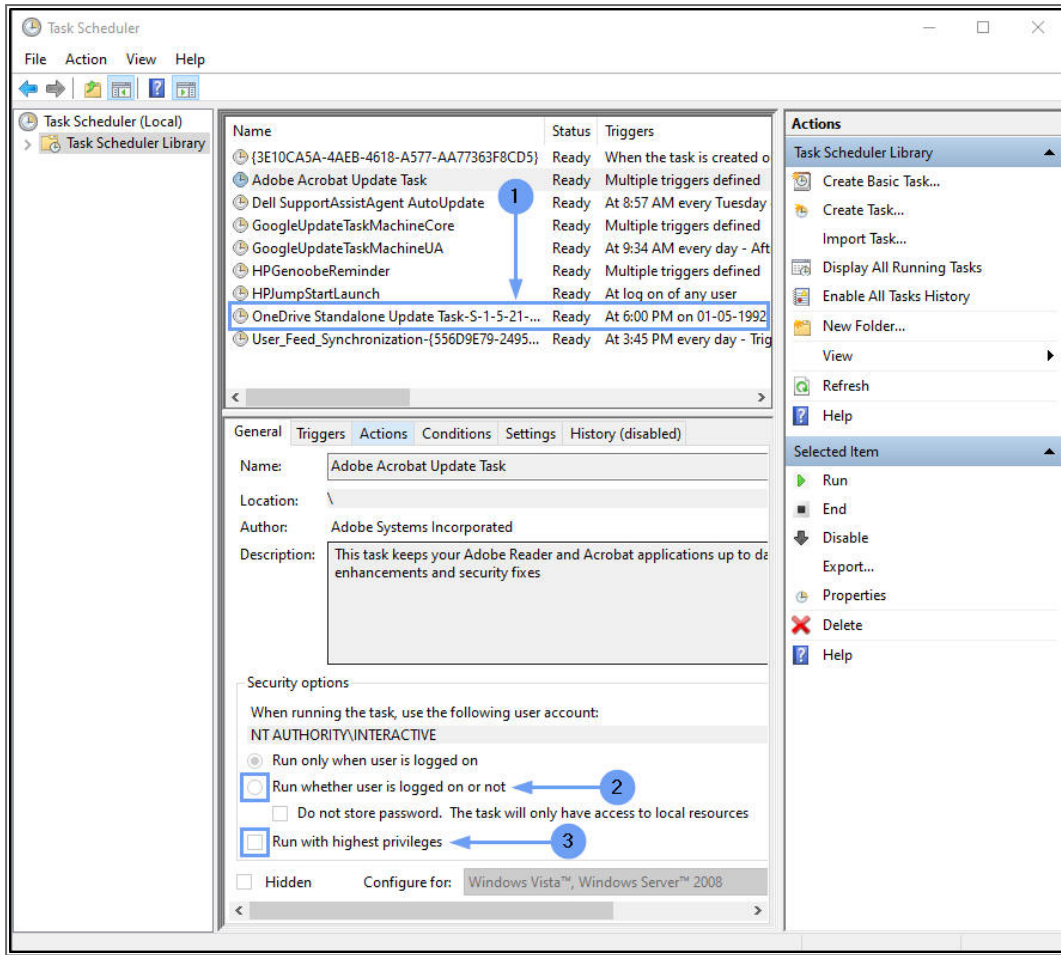 Task Scheduler
File Action View Help
Task Scheduler (Local)
Task Scheduler Library
Name Status Triggers
{3E10CA5A-4AEB-4618-A577-AA77363F8CD5} Ready When the task is created o
Adobe Acrobat Update Task Ready Multiple triggers defined
Dell SupportAssistAgent AutoUpdate Ready At 8:57 AM every Tuesday
GoogleUpdateTaskMachineCore Ready Multiple triggers defined
GoogleUpdateTaskMachineUA Ready At 9:34 AM every day - Aft
HPGenoobeReminder Ready Multiple triggers defined
HPJumpStartLaunch Ready At log on of any user
OneDrive Standalone Update Task-S-1-5-21-... Ready At 6:00 PM on 01-05-1992
User_Feed_Synchronization-{556D9E79-2495... Ready At 3:45 PM every day - Trig
1
General Triggers Actions Conditions Settings History (disabled)
Name: Adobe Acrobat Update Task
Location: \
Author: Adobe Systems Incorporated
Description: This task keeps your Adobe Reader and Acrobat applications up to da
enhancements and security fixes
Security options
When running the task, use the following user account:
NT AUTHORITY\INTERACTIVE
Run only when user is logged on
Run whether user is logged on or not 2
Do not store password. The task will only have access to local resources
Run with highest privileges 3
Hidden Configure for: Windows Vista™, Windows Server™ 2008
Actions
Task Scheduler Library
Create Basic Task...
Create Task...
Import Task...
Display All Running Tasks
Enable All Tasks History
New Folder...
View
Refresh
Help
Selected Item
Run
End
Disable
Export...
Properties
Delete
Help